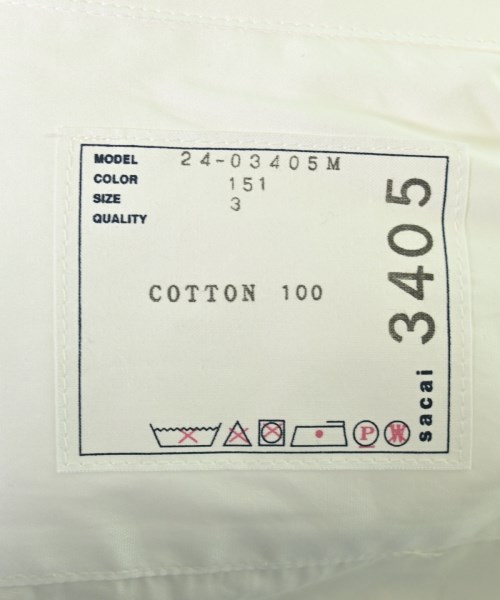 MODEL 24-03405M
COLOR 151
SIZE 3
QUALITY
COTTON 100
P W
sacai 3405